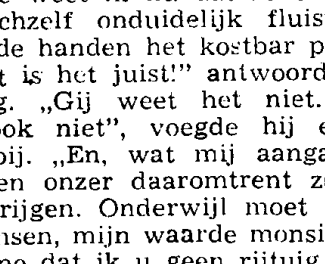 chzelf onduidelijk fluis
de handen het kostbar p
t is het juist!" antwoord
g. „Gij weet het niet.
ook niet", voegde hij e
bij. „En, wat mij aanga
en onzer daaromtrent z
rijgen. Onderwijl moet
nsen, mijn waarde monsi
me dat ik u geen rijtuig